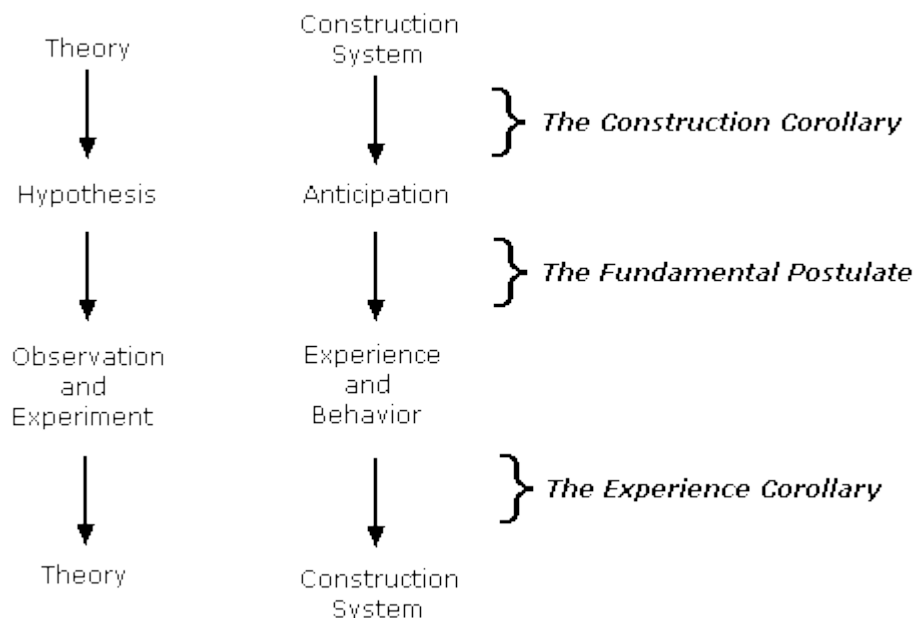 Theory
Construction
System
The Construction Corollary
Hypothesis
Anticipation
The Fundamental Postulate
Observation
and
Experiment
Experience
and
Behavior
The Experience Corollary
Theory
Construction
System